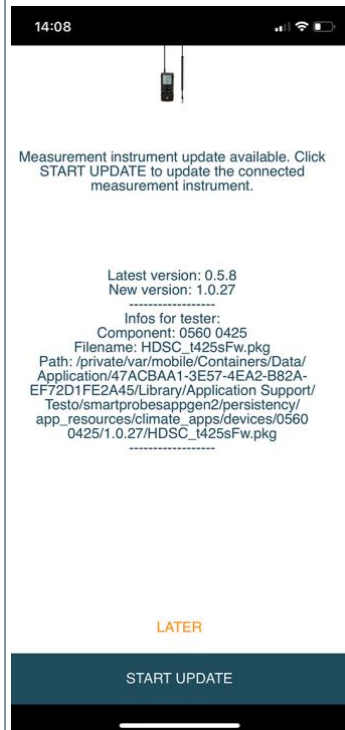 14:08
Measurement instrument update available. Click
START UPDATE to update the connected
measurement instrument.
Latest version: 0.5.8
New version: 1.0.27
------------------
Infos for tester:
Component: 0560 0425
Filename: HDSC_t425sFw.pkg
Path: /private/var/mobile/Containers/Data/
Application/47ACBAA1-3E57-4EA2-B82A-
EF72D1FE2A45/Library/Application Support/
Testo/smartprobesappgen2/persistency/
app_resources/climate_apps/devices/0560
0425/1.0.27/HDSC_t425sFw.pkg
------------------
LATER
START UPDATE